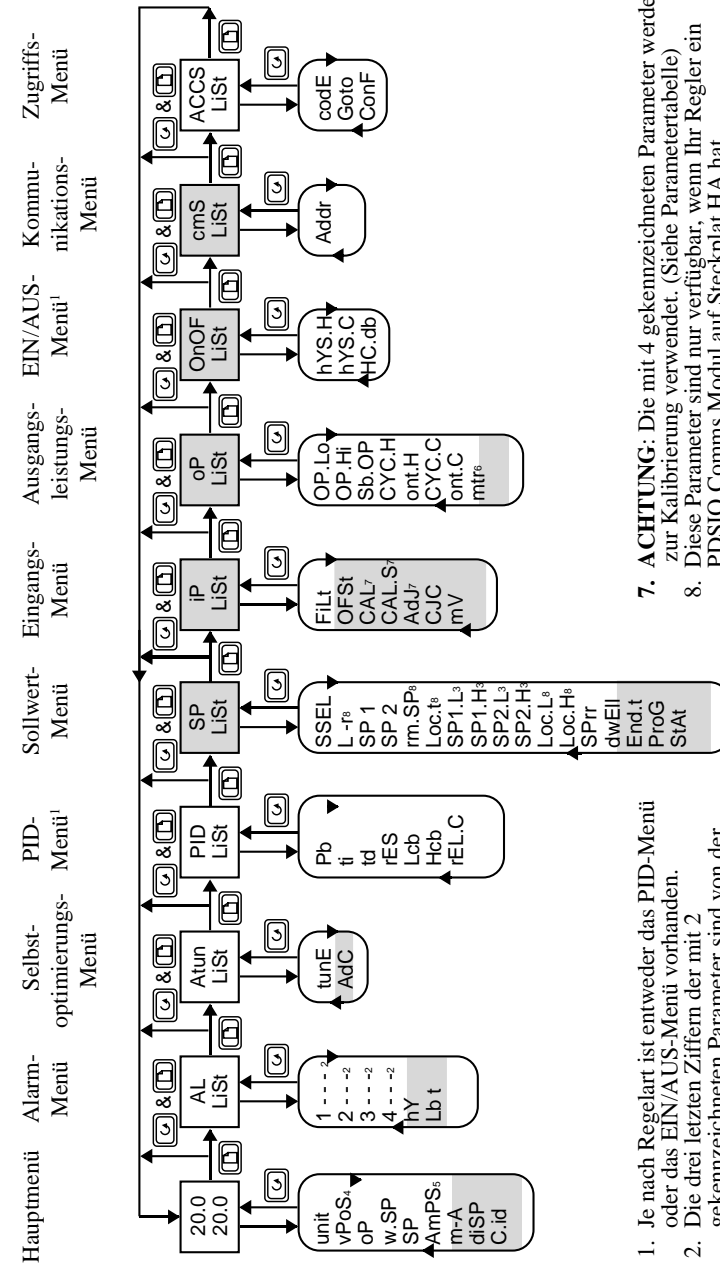 Hauptmenü
Alarm-
Menü
Selbst-
optimierungs-
Menü
PID-
Menü¹
Sollwert-
Menü
Eingangs-
Menü
Ausgangs-
leistungs-
Menü
EIN/AUS-
Menü¹
Kommu-
nikations-
Menü
Zugriffs-
Menü
&
&
&
&
&
&
&
&
&
20.0
20.0
AL
LiSt
Atun
LiSt
PID
LiSt
SP
LiSt
iP
LiSt
oP
LiSt
OnOF
LiSt
cmS
LiSt
ACCS
LiSt
unit
vPoS4
oP
w.SP
SP
AmPS5
m-A
diSP
C.id
1 - - - -2
2 - - - -2
3 - - - -2
4 - - - -2
hY
Lb t
tunE
AdC
Pb
ti
td
rES
Lcb
Hcb
rEL.C
SSEL
L -r8
SP 1
SP 2
rm.SP8
Loc.t8
SP1.L3
SP1.H3
SP2.L3
SP2.H3
Loc.L8
Loc.H8
SPrr
dwEll
End.t
ProG
StAt
FiLt
OFSt
CAL7
CAL.S7
AdJ7
CJC
mV
OP.Lo
OP.Hi
Sb.OP
CYC.H
ont.H
CYC.C
ont.C
mtr6
hYS.H
hYS.C
HC.db
Addr
codE
Goto
ConF
1. Je nach Regelart ist entweder das PID-Menü
oder das EIN/AUS-Menü vorhanden.
2. Die drei letzten Ziffern der mit 2
gekennzeichneten Parameter sind von der
7. ACHTUNG: Die mit 4 gekennzeichneten Parameter werde
zur Kalibrierung verwendet. (Siehe Parametertabelle)
8. Diese Parameter sind nur verfügbar, wenn Ihr Regler ein
PDSIO Comms Modul auf Steckplat HA hat